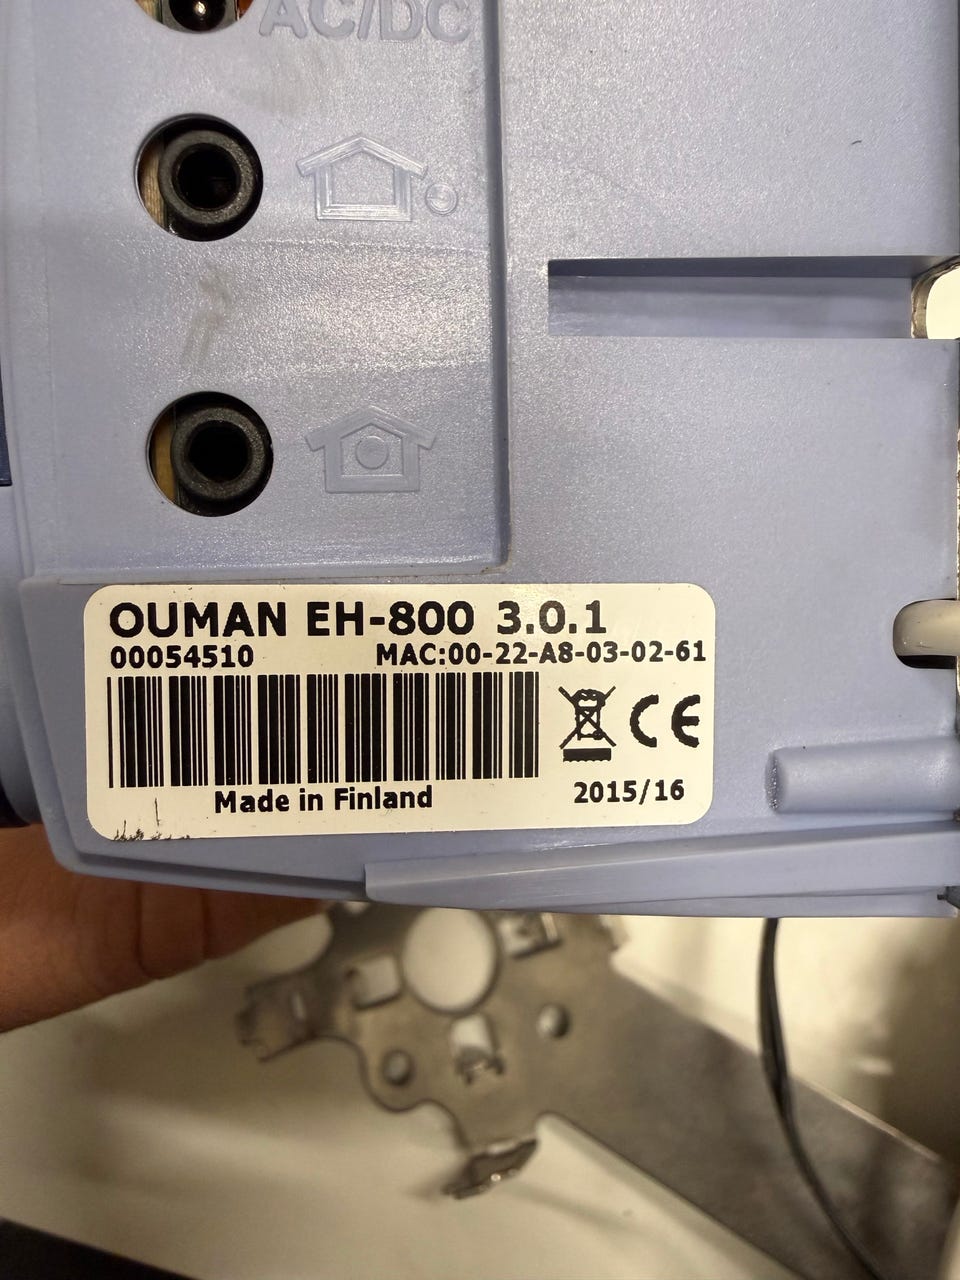 AC/DC
OUMAN EH-800 3.0.1
00054510 MAC:00-22-A8-03-02-61
CE
Made in Finland 2015/16